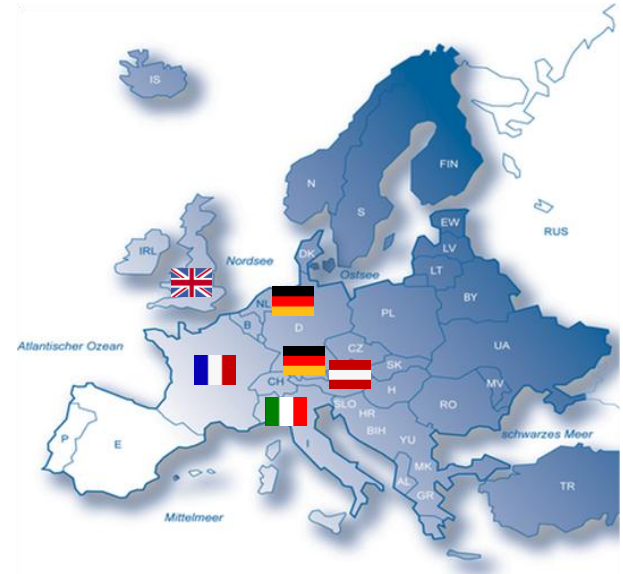 IS
FIN
N
S
RUS
EW
IRL
LV
DK
Nordsee
Ostsee
LT
BY
NL
PL
B
D
UA
Atlantischer Ozean
CZ
SK
CH
H
MV
RO
SLO
HR
BIH
schwarzes Meer
P
E
I
YU
MK
AL
GR
TR
Mittelmeer